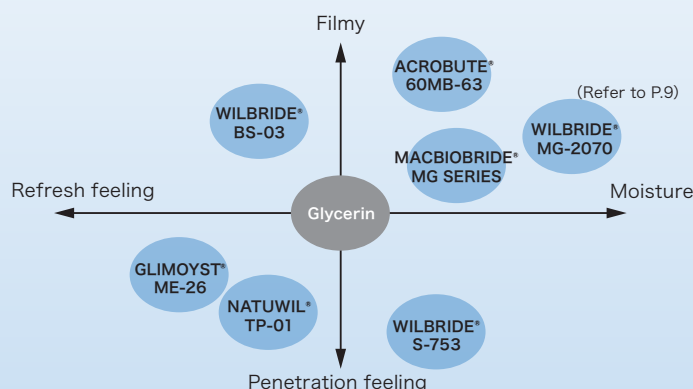 Filmy
ACROBUTE®
60MB-63
(Refer to P.9)
WILBRIDE®
BS-03
WILBRIDE®
MG-2070
MACBIOBRIDE®
MG SERIES
Refresh feeling
Glycerin
Moisture
GLIMOYST®
ME-26
NATUWIL®
TP-01
WILBRIDE®
S-753
Penetration feeling